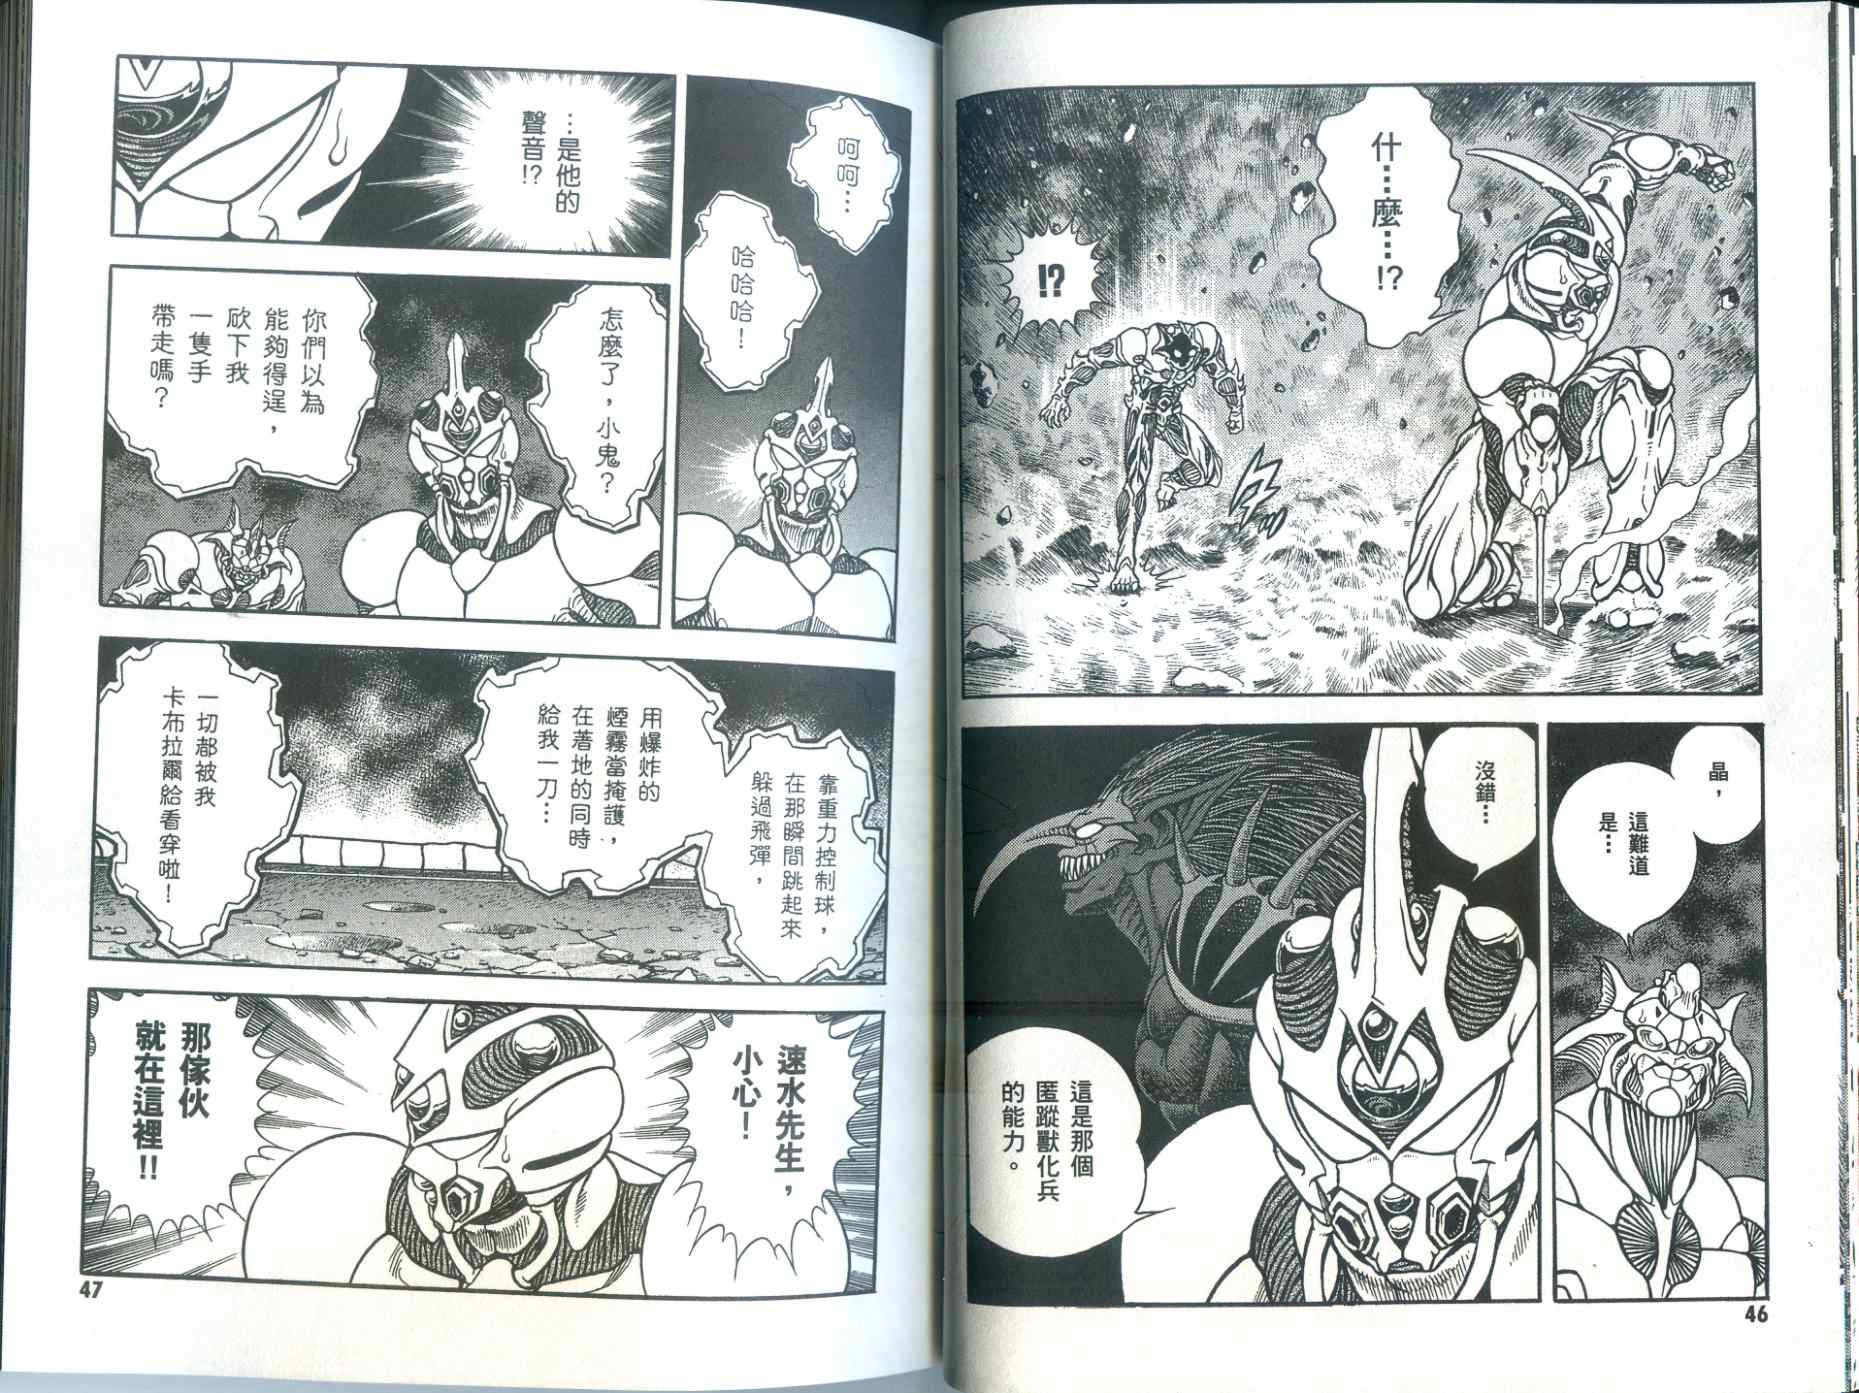 什…麼…!?
!?
晶，
這難道
是…
沒錯…
這是那個
匿蹤獸化兵
的能力。
46
呵呵…
哈哈哈！
…是他的
聲音!?
怎麼了，小鬼？
你們以為
能夠得逞，
砍下我
一隻手
帶走嗎？
靠重力控制球，
在那瞬間跳起來
躲過飛彈，
用爆炸的
煙霧當掩護，
在著地的同時
給我一刀…
一切都被我
卡布拉爾給看穿啦！
速水先生，
小心！
那傢伙
就在這裡!!
47